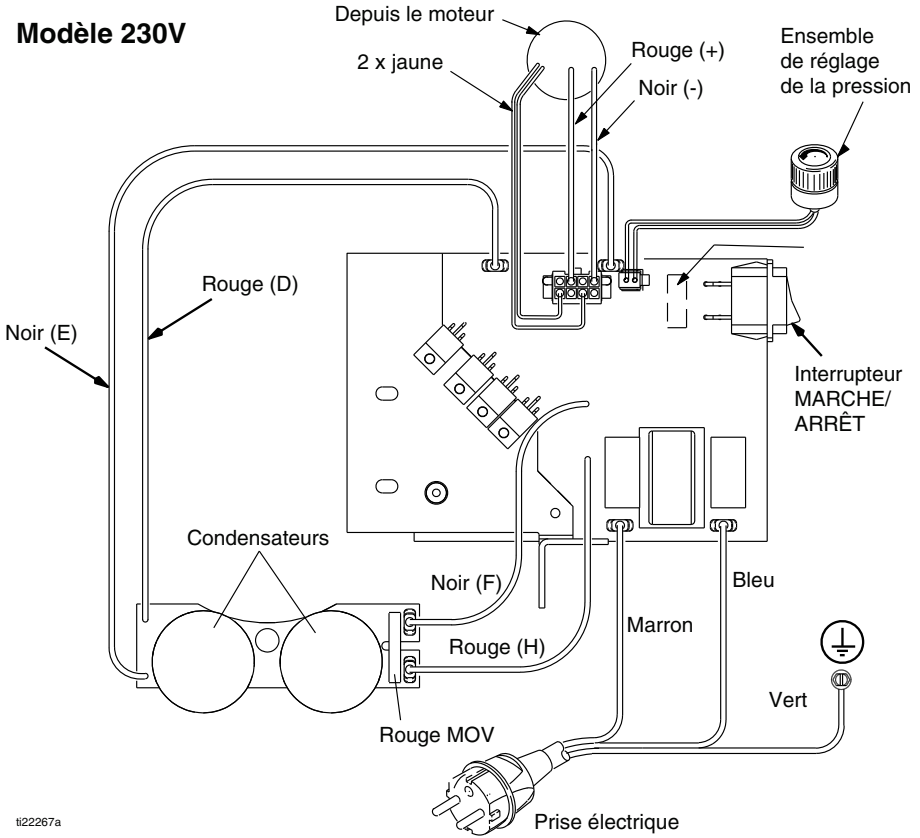 Modèle 230V
Depuis le moteur
2 x jaune
Rouge (+)
Noir (-)
Ensemble
de réglage
de la pression
Rouge (D)
Noir (E)
Interrupteur
MARCHE/
ARRÊT
Condensateurs
Noir (F)
Bleu
Marron
Rouge (H)
Vert
Rouge MOV
Prise électrique
ti22267a